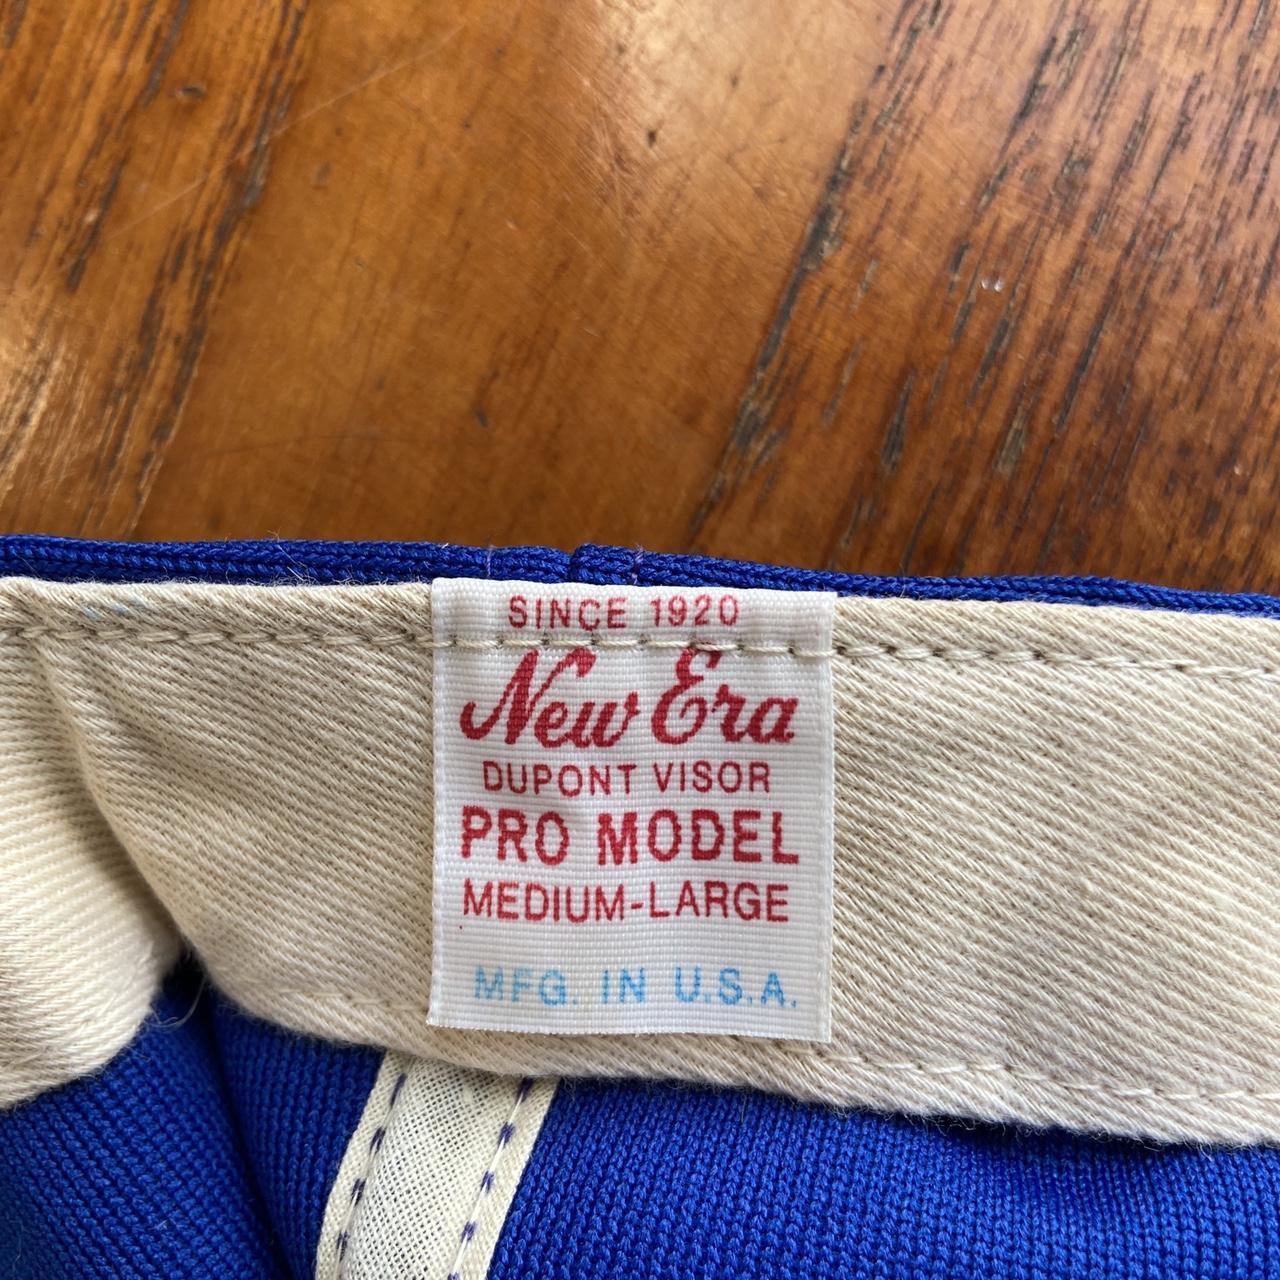 SINCE 1920
New Era
DUPONT VISOR
PRO MODEL
MEDIUM-LARGE
MFG. IN U.S.A.